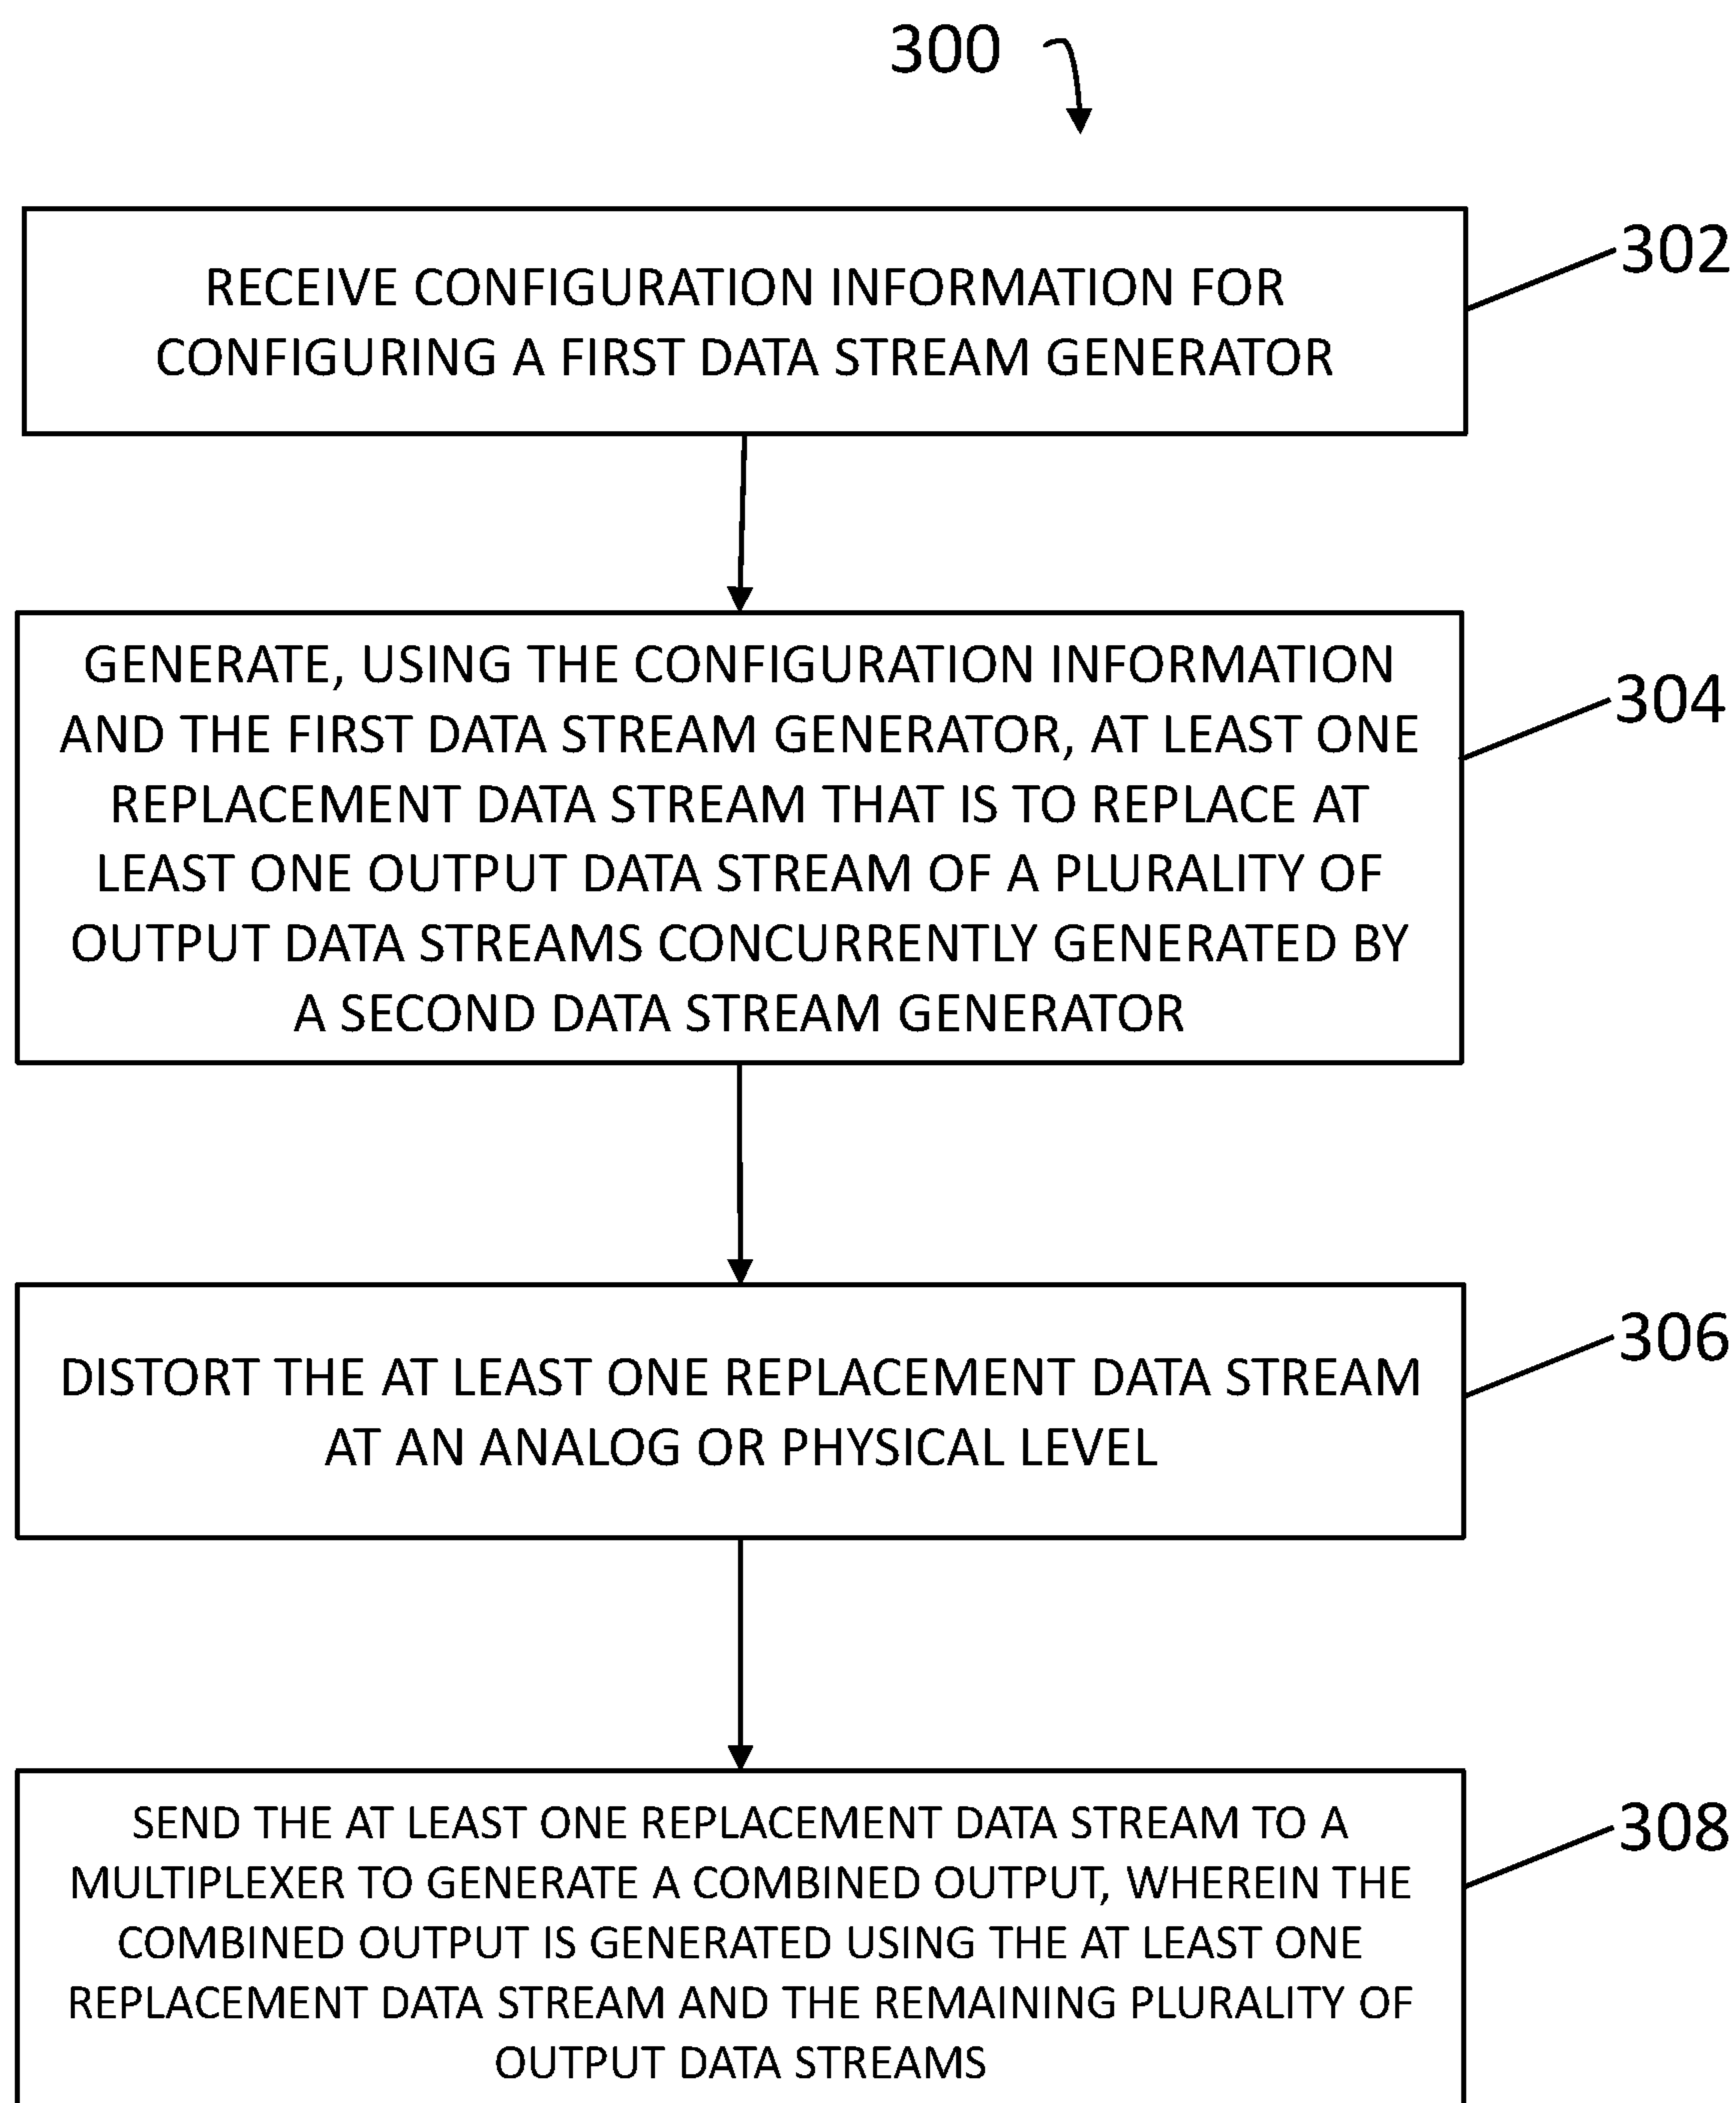 300
RECEIVE CONFIGURATION INFORMATION FOR
CONFIGURING A FIRST DATA STREAM GENERATOR
302
GENERATE, USING THE CONFIGURATION INFORMATION
AND THE FIRST DATA STREAM GENERATOR, AT LEAST ONE
REPLACEMENT DATA STREAM THAT IS TO REPLACE AT
LEAST ONE OUTPUT DATA STREAM OF A PLURALITY OF
OUTPUT DATA STREAMS CONCURRENTLY GENERATED BY
A SECOND DATA STREAM GENERATOR
304
DISTORT THE AT LEAST ONE REPLACEMENT DATA STREAM
AT AN ANALOG OR PHYSICAL LEVEL
306
SEND THE AT LEAST ONE REPLACEMENT DATA STREAM TO A
MULTIPLEXER TO GENERATE A COMBINED OUTPUT, WHEREIN THE
COMBINED OUTPUT IS GENERATED USING THE AT LEAST ONE
REPLACEMENT DATA STREAM AND THE REMAINING PLURALITY OF
OUTPUT DATA STREAMS
308